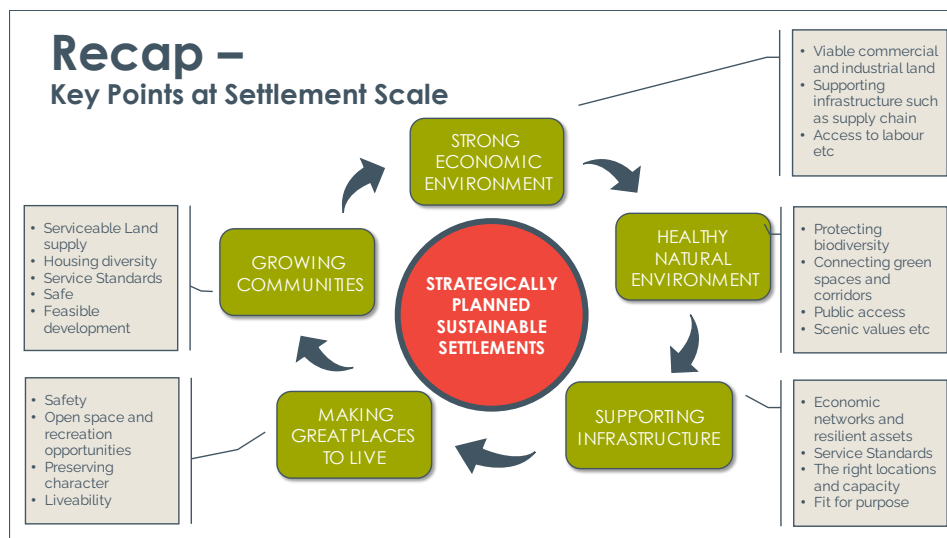 Recap –
Key Points at Settlement Scale
STRONG
ECONOMIC
ENVIRONMENT
• Viable commercial
and industrial land
• Supporting
infrastructure such
as supply chain
• Access to labour
etc
HEALTHY
NATURAL
ENVIRONMENT
• Protecting
biodiversity
• Connecting green
spaces and
corridors
• Public access
• Scenic values etc
SUPPORTING
INFRASTRUCTURE
• Economic
networks and
resilient assets
• Service Standards
• The right locations
and capacity
• Fit for purpose
MAKING
GREAT PLACES
TO LIVE
• Safety
• Open space and
recreation
opportunities
• Preserving
character
• Liveability
GROWING
COMMUNITIES
• Serviceable Land
supply
• Housing diversity
• Service Standards
• Safe
• Feasible
development
STRATEGICALLY
PLANNED
SUSTAINABLE
SETTLEMENTS